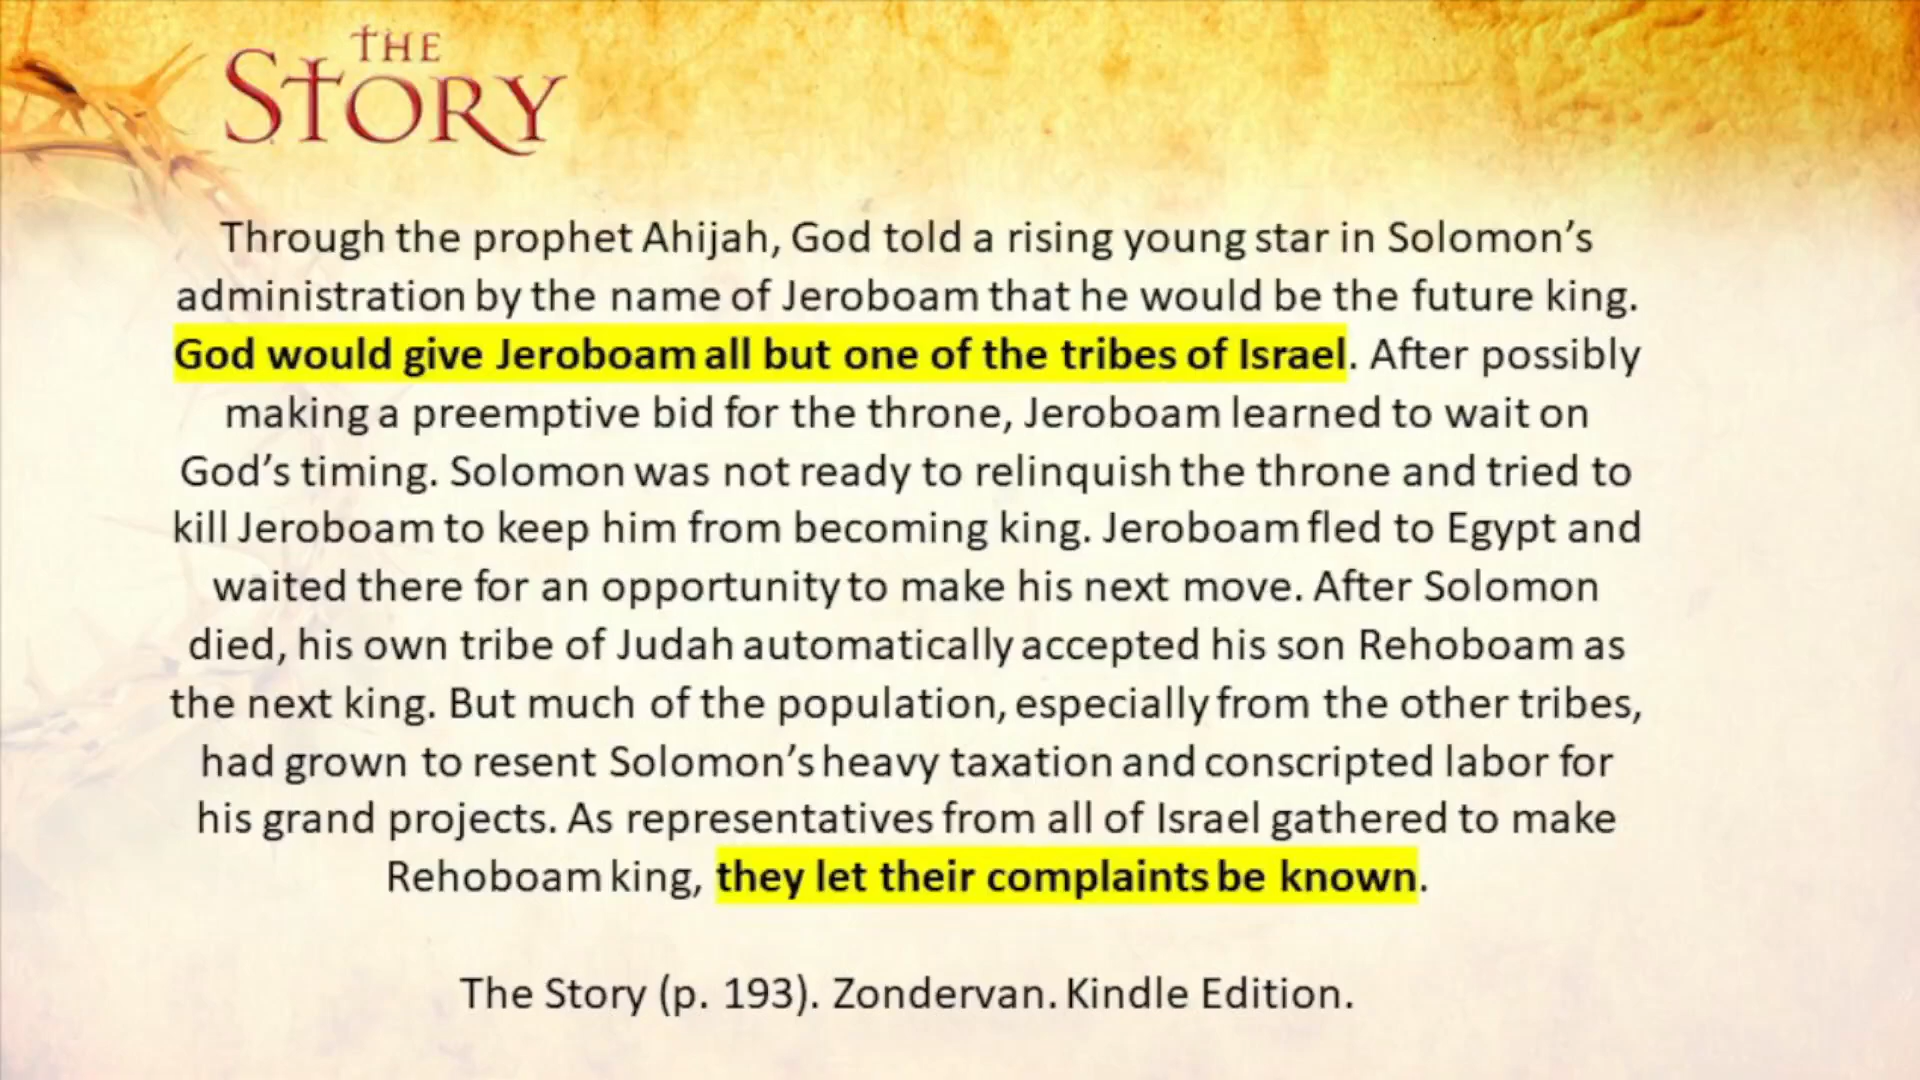 THE
STORY
Through the prophet Ahijah, God told a rising young star in Solomon’s
administration by the name of Jeroboam that he would be the future king.
God would give Jeroboam all but one of the tribes of Israel. After possibly
making a preemptive bid for the throne, Jeroboam learned to wait on
God’s timing. Solomon was not ready to relinquish the throne and tried to
kill Jeroboam to keep him from becoming king. Jeroboam fled to Egypt and
waited there for an opportunity to make his next move. After Solomon
died, his own tribe of Judah automatically accepted his son Rehoboam as
the next king. But much of the population, especially from the other tribes,
had grown to resent Solomon’s heavy taxation and conscripted labor for
his grand projects. As representatives from all of Israel gathered to make
Rehoboam king, they let their complaints be known.
The Story (p. 193). Zondervan. Kindle Edition.